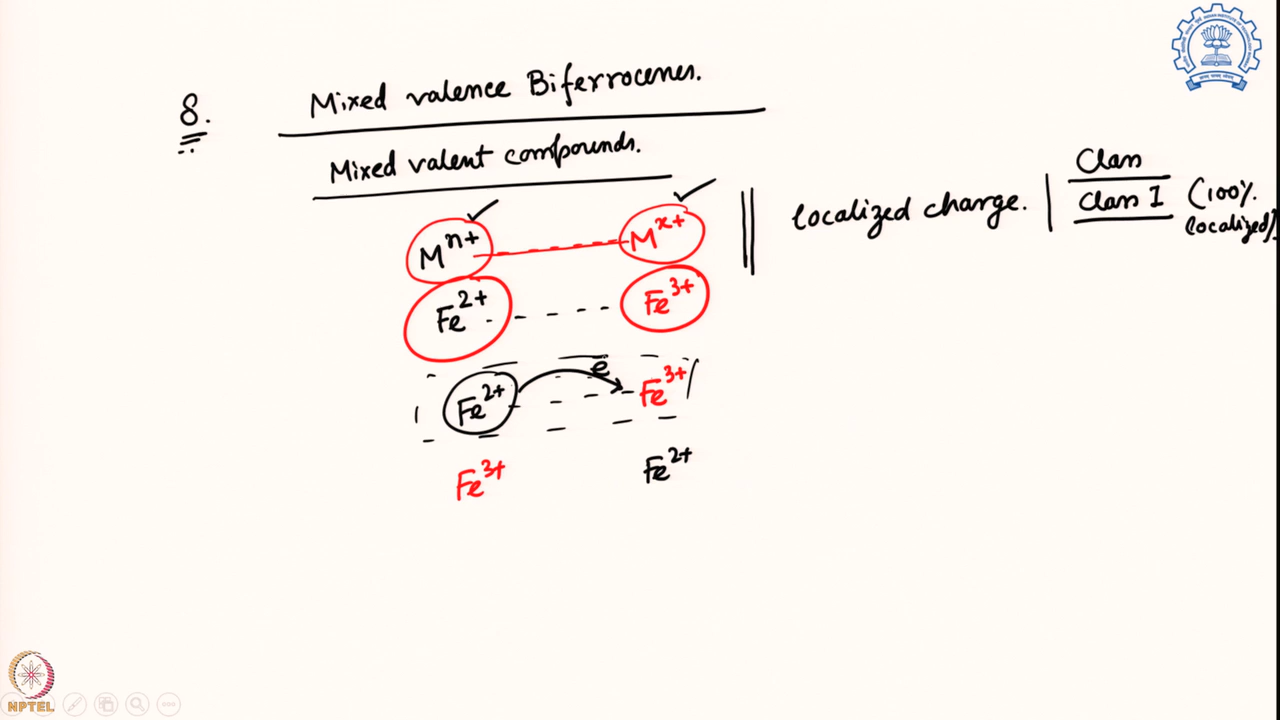 8. Mixed valence Biferrocenes.
Mixed valent compounds.
Mⁿ⁺ Mˣ⁺
Fe²⁺ Fe³⁺
e
Fe²⁺ Fe³⁺
Fe³⁺ Fe²⁺
localized charge.
Class
Class I (100%
localized)
NPTEL